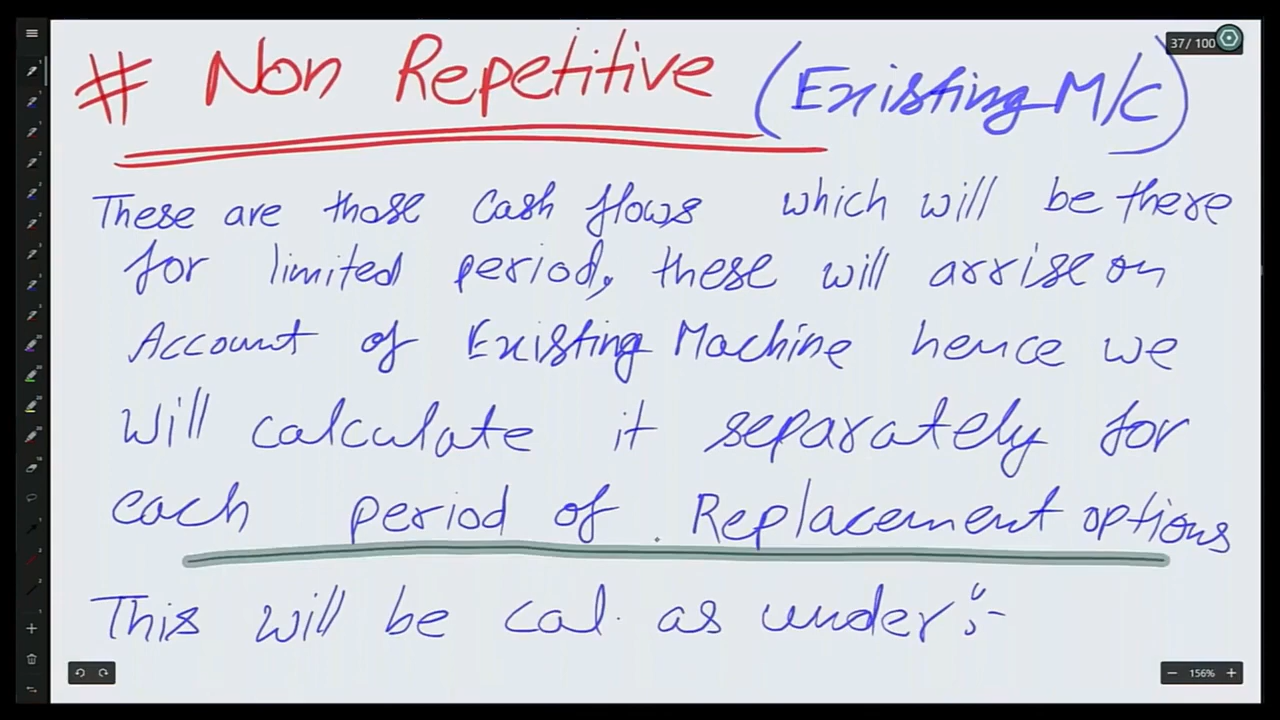 # Non Repetitive (Existing M/C)
37/100
These are those Cash flows which will be there
for limited period, these will arrise on
Account of Existing Machine hence we
will calculate it separately for
each period of Replacement options
This will be cal. as under:-
156%